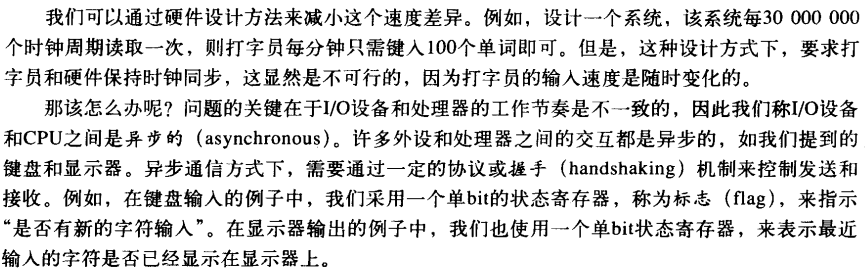 我们可以通过硬件设计方法来减小这个速度差异。例如，设计一个系统，该系统每30 000 000
个时钟周期读取一次，则打字员每分钟只需键入100个单词即可。但是，这种设计方式下，要求打
字员和硬件保持时钟同步，这显然是不可行的，因为打字员的输入速度是随时变化的。
那该怎么办呢？问题的关键在于I/O设备和处理器的工作节奏是不一致的，因此我们称I/O设备
和CPU之间是异步的（asynchronous）。许多外设和处理器之间的交互都是异步的，如我们提到的
键盘和显示器。异步通信方式下，需要通过一定的协议或握手（handshaking）机制来控制发送和
接收。例如，在键盘输入的例子中，我们采用一个单bit的状态寄存器，称为标志（flag），来指示
“是否有新的字符输入”。在显示器输出的例子中，我们也使用一个单bit状态寄存器，来表示最近
输入的字符是否已经显示在显示器上。